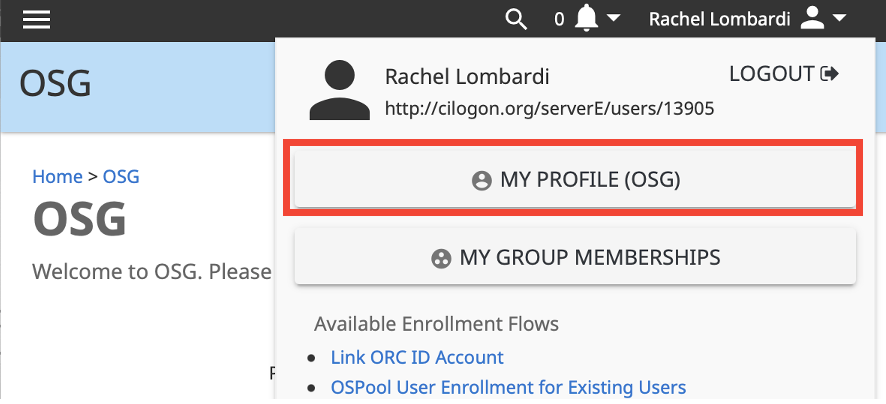 0 Rachel Lombardi
OSG
Rachel Lombardi
LOGOUT
http://cilogon.org/serverE/users/13905
MY PROFILE (OSG)
Home > OSG
OSG
Welcome to OSG. Please
MY GROUP MEMBERSHIPS
Available Enrollment Flows
Link ORC ID Account
OSPool User Enrollment for Existing Users